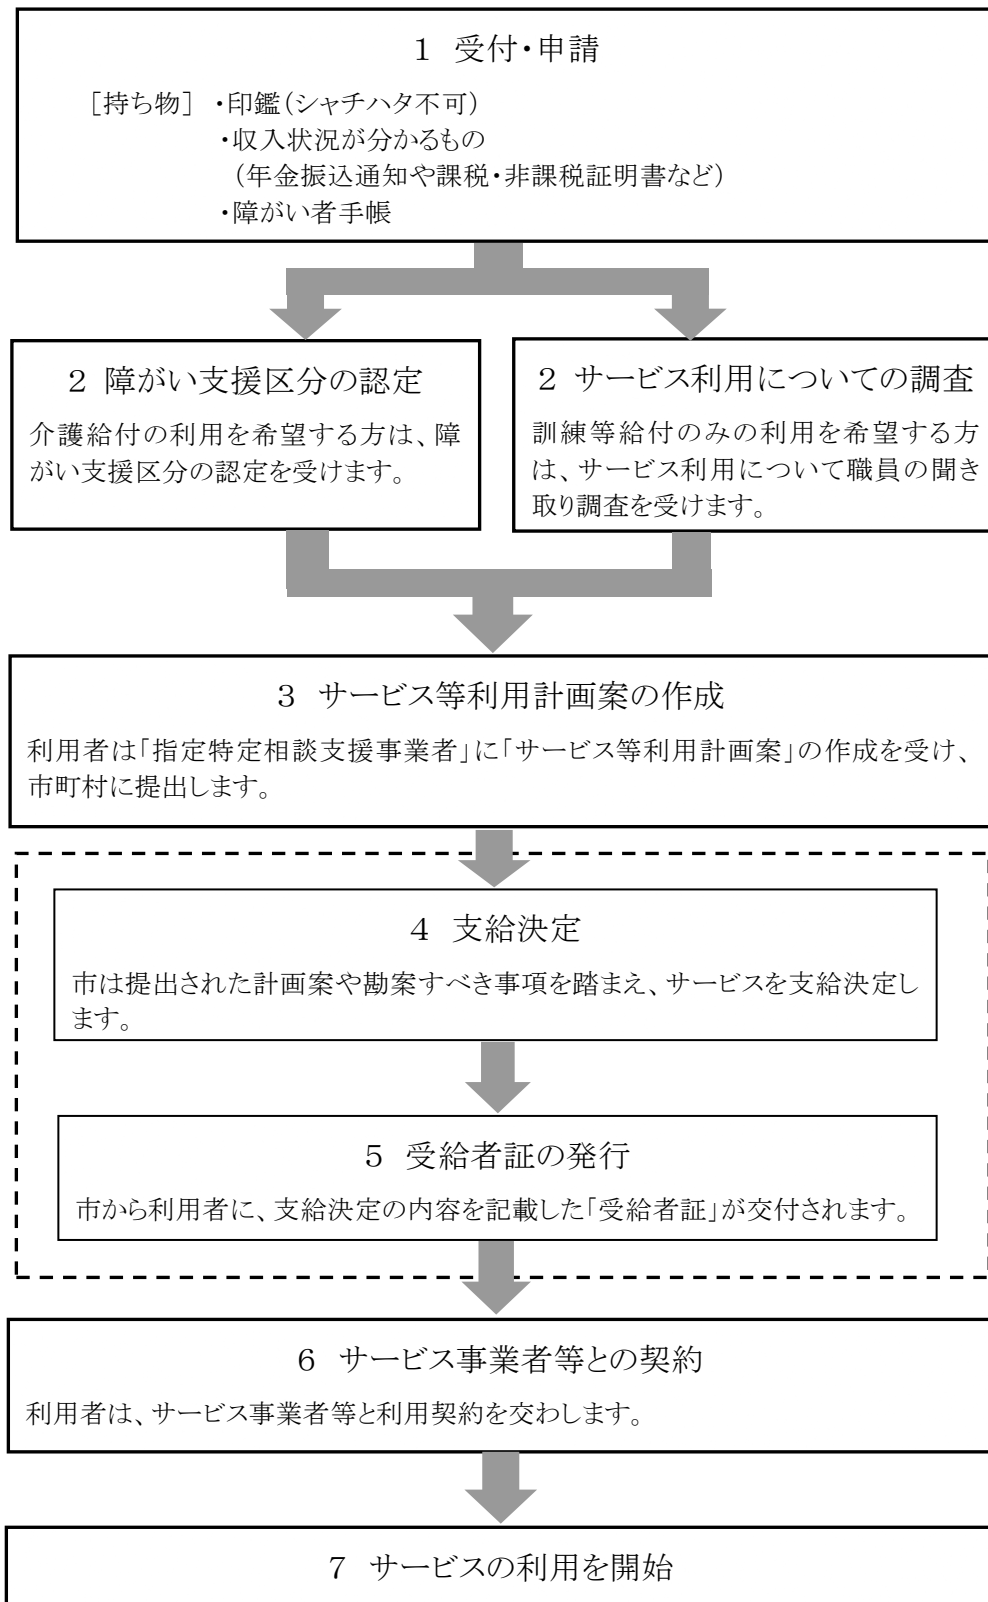 1 受付・申請
[持ち物] ・印鑑(シャチハタ不可)
・収入状況が分かるもの
(年金振込通知や課税・非課税証明書など)
・障がい者手帳
2 障がい支援区分の認定
介護給付の利用を希望する方は、障
がい支援区分の認定を受けます。
2 サービス利用についての調査
訓練等給付のみの利用を希望する方
は、サービス利用について職員の聞き
取り調査を受けます。
3 サービス等利用計画案の作成
利用者は「指定特定相談支援事業者」に「サービス等利用計画案」の作成を受け、
市町村に提出します。
4 支給決定
市は提出された計画案や勘案すべき事項を踏まえ、サービスを支給決定し
ます。
5 受給者証の発行
市から利用者に、支給決定の内容を記載した「受給者証」が交付されます。
6 サービス事業者等との契約
利用者は、サービス事業者等と利用契約を交わします。
7 サービスの利用を開始